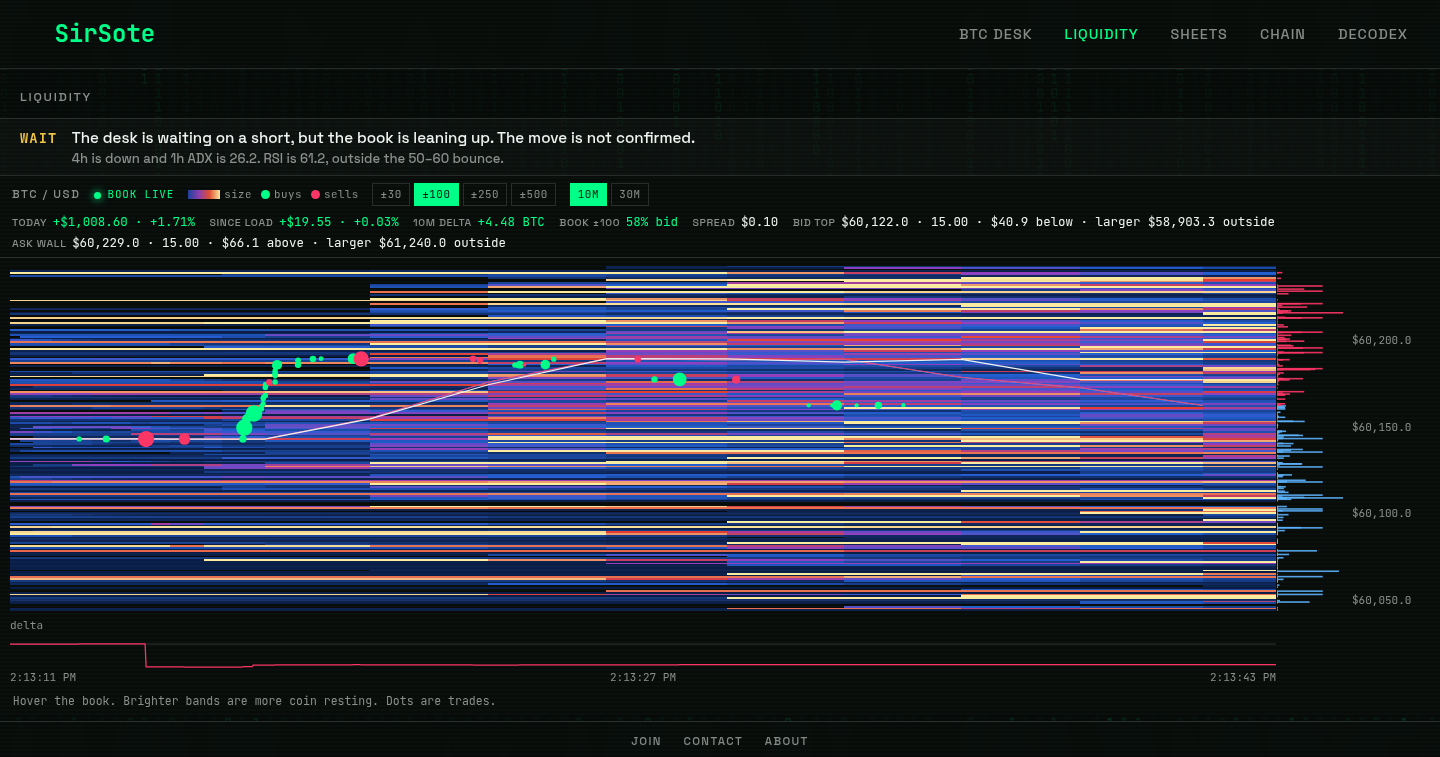 SirSote
BTC DESK LIQUIDITY SHEETS CHAIN DECODEX
LIQUIDITY
WAIT The desk is waiting on a short, but the book is leaning up. The move is not confirmed.
4h is down and 1h ADX is 26.2. RSI is 61.2, outside the 50–60 bounce.
BTC / USD BOOK LIVE size buys sells ±30 ±100 ±250 ±500 10M 30M
TODAY +$1,008.60 · +1.71% SINCE LOAD +$19.55 · +0.03% 10M DELTA +4.48 BTC BOOK ±100 58% bid SPREAD $0.10 BID TOP $60,122.0 · 15.00 · $40.9 below · larger $58,903.3 outside
ASK WALL $60,229.0 · 15.00 · $66.1 above · larger $61,240.0 outside
$60,200.0
$60,150.0
$60,100.0
$60,050.0
delta
2:13:11 PM 2:13:27 PM 2:13:43 PM
Hover the book. Brighter bands are more coin resting. Dots are trades.
JOIN CONTACT ABOUT